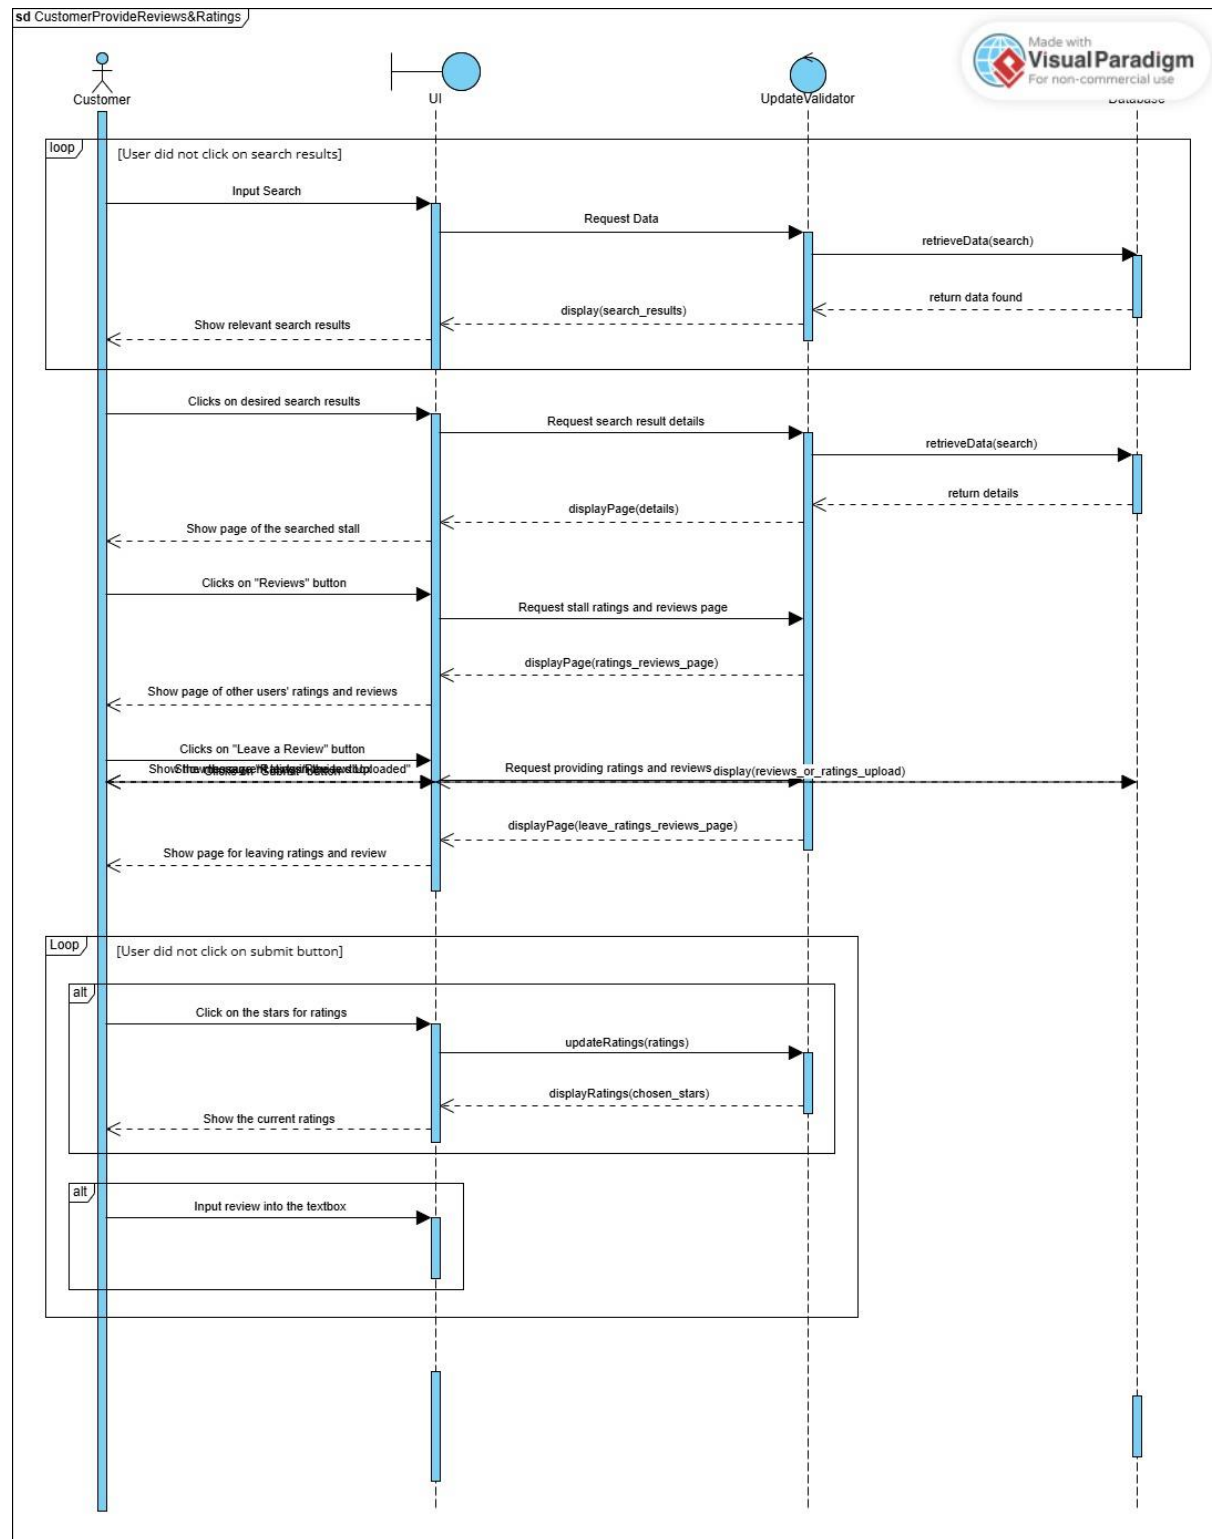 sd CustomerProvideReviews&Ratings
Made with
Visual Paradigm
For non-commercial use
Customer
UI
UpdateValidator
Database
loop
[User did not click on search results]
Input Search
Request Data
retrieveData(search)
return data found
display(search_results)
Show relevant search results
Clicks on desired search results
Request search result details
retrieveData(search)
return details
displayPage(details)
Show page of the searched stall
Clicks on "Reviews" button
Request stall ratings and reviews page
displayPage(ratings_reviews_page)
Show page of other users' ratings and reviews
Clicks on "Leave a Review" button
Request providing ratings and reviews
display(reviews_or_ratings_upload)
displayPage(leave_ratings_reviews_page)
Show page for leaving ratings and review
Loop
[User did not click on submit button]
alt
Click on the stars for ratings
updateRatings(ratings)
displayRatings(chosen_stars)
Show the current ratings
alt
Input review into the textbox